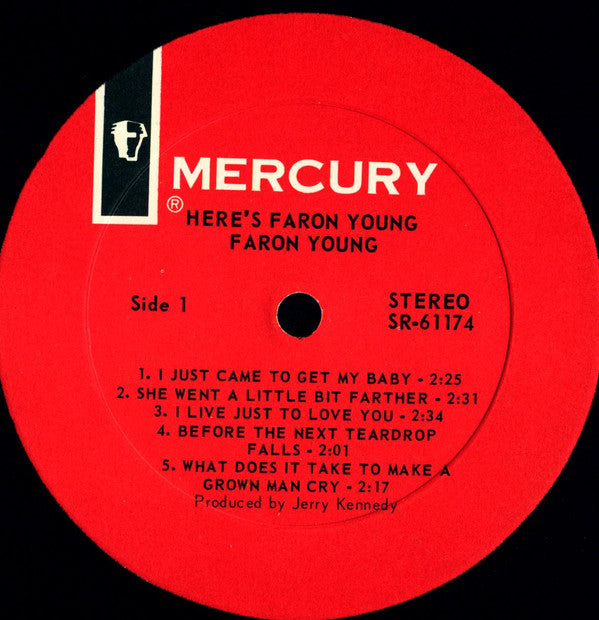 MERCURY
®
HERE'S FARON YOUNG
FARON YOUNG
Side 1
STEREO
SR-61174
1. I JUST CAME TO GET MY BABY - 2:25
2. SHE WENT A LITTLE BIT FARTHER - 2:31
3. I LIVE JUST TO LOVE YOU - 2:34
4. BEFORE THE NEXT TEARDROP
FALLS - 2:01
5. WHAT DOES IT TAKE TO MAKE A
GROWN MAN CRY - 2:17
Produced by Jerry Kennedy